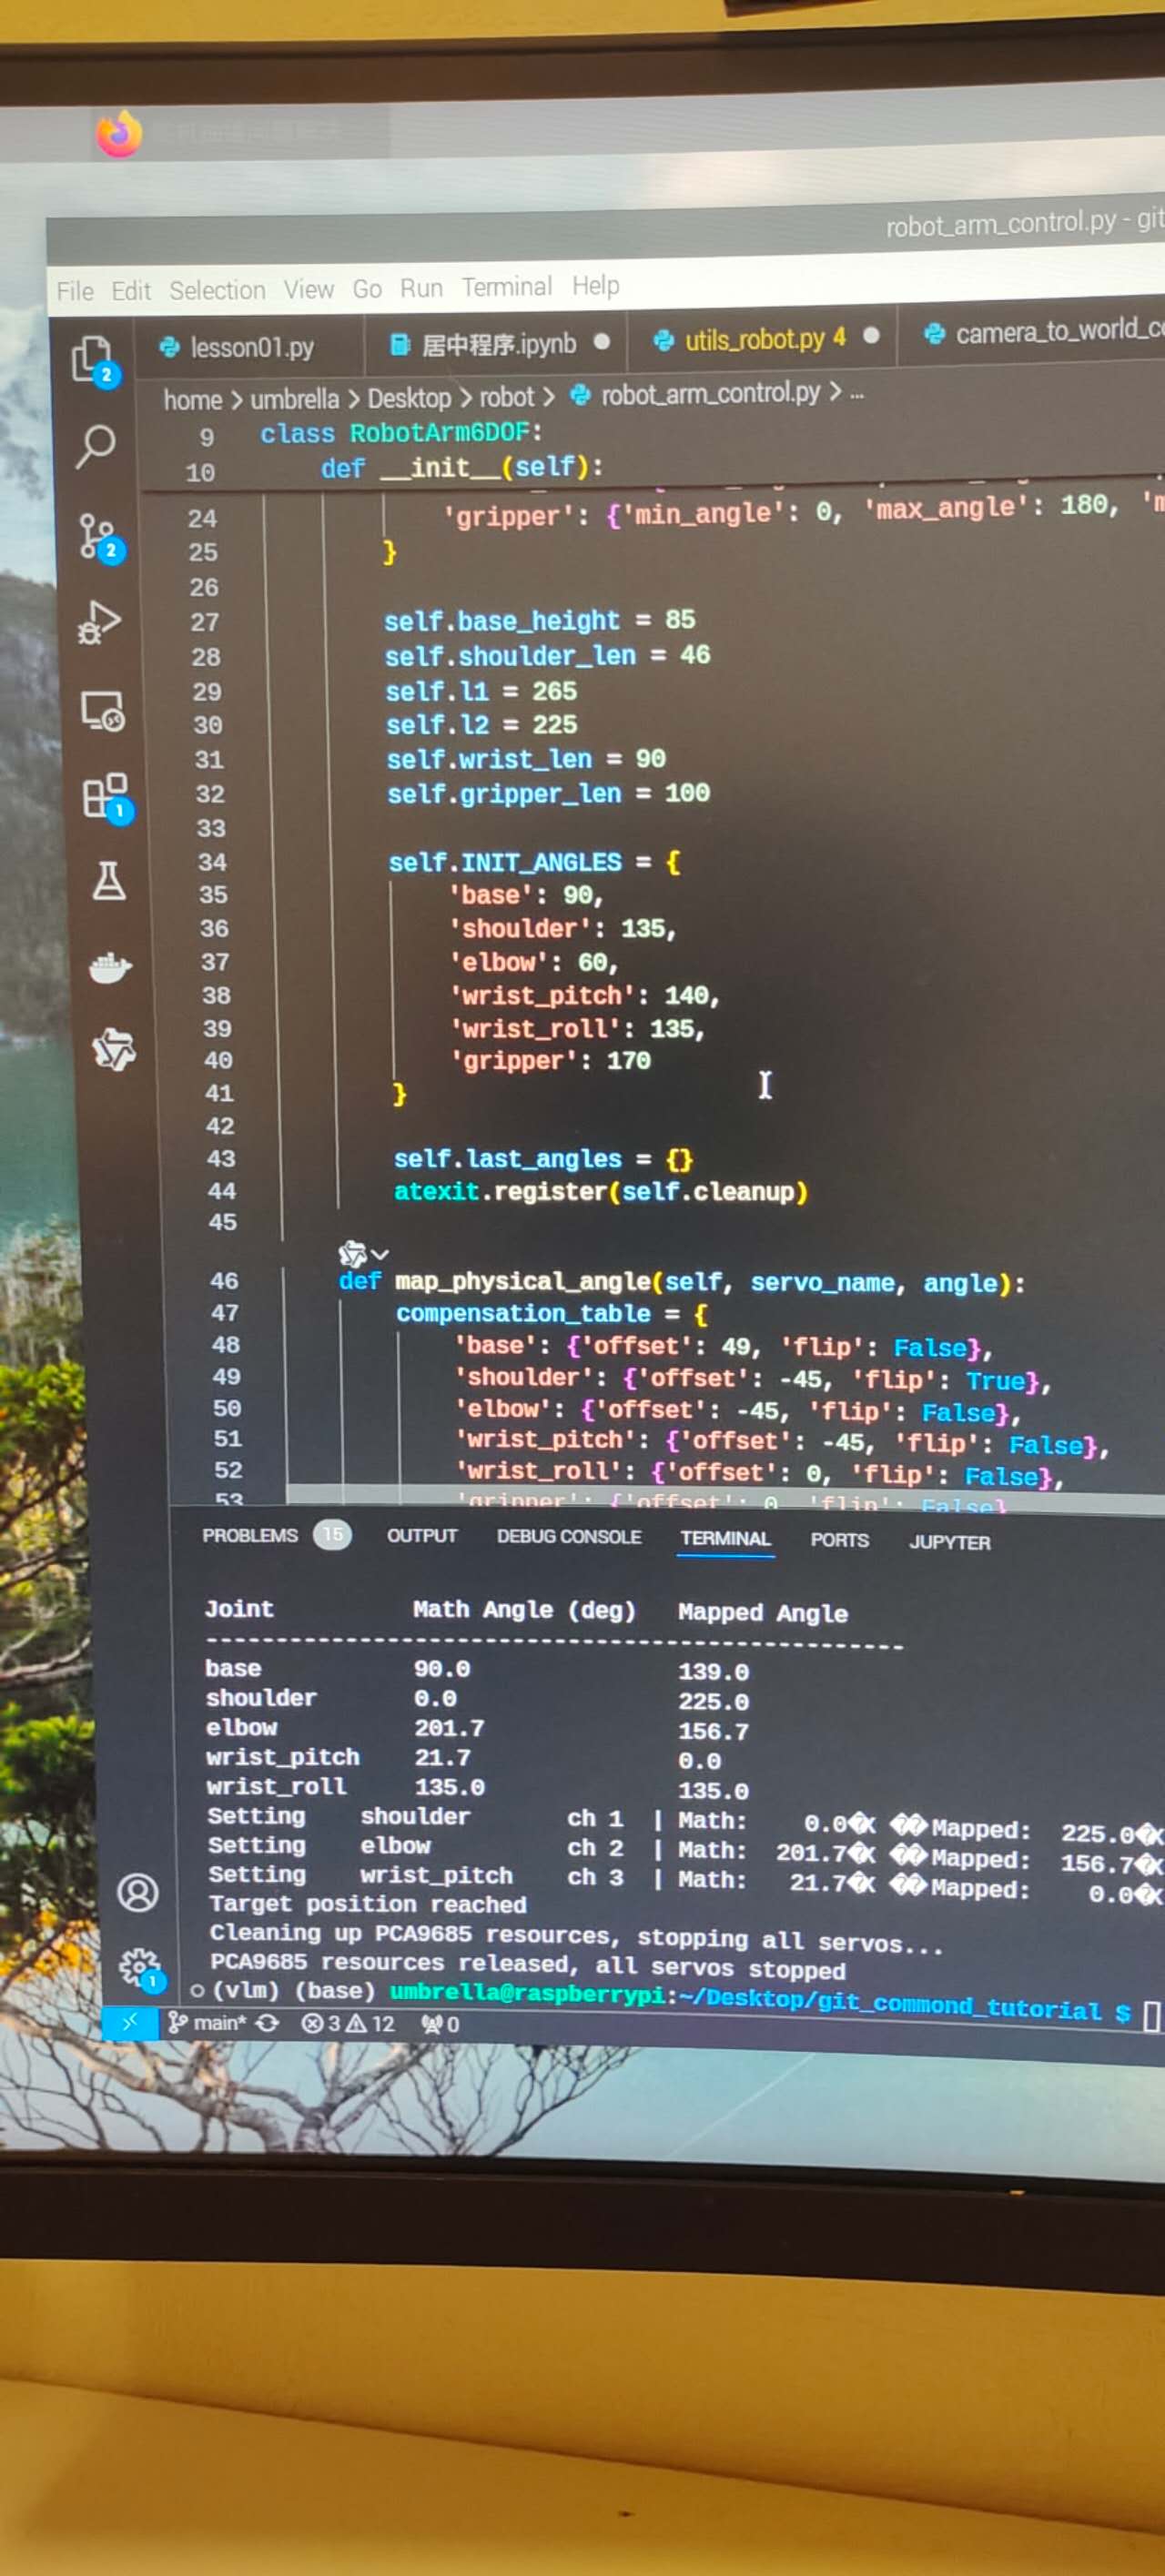 robot_arm_control.py - git
File Edit Selection View Go Run Terminal Help
lesson01.py 居中程序.ipynb utils_robot.py 4 camera_to_world_c
home > umbrella > Desktop > robot > robot_arm_control.py > ...
9 class RobotArm6DOF:
10 def __init__(self):
24 'gripper': {'min_angle': 0, 'max_angle': 180, 'm
25 }
26
27 self.base_height = 85
28 self.shoulder_len = 46
29 self.l1 = 265
30 self.l2 = 225
31 self.wrist_len = 90
32 self.gripper_len = 100
33
34 self.INIT_ANGLES = {
35 'base': 90,
36 'shoulder': 135,
37 'elbow': 60,
38 'wrist_pitch': 140,
39 'wrist_roll': 135,
40 'gripper': 170
41 }
42
43 self.last_angles = {}
44 atexit.register(self.cleanup)
45
46 def map_physical_angle(self, servo_name, angle):
47 compensation_table = {
48 'base': {'offset': 49, 'flip': False},
49 'shoulder': {'offset': -45, 'flip': True},
50 'elbow': {'offset': -45, 'flip': False},
51 'wrist_pitch': {'offset': -45, 'flip': False},
52 'wrist_roll': {'offset': 0, 'flip': False},
53 'gripper': {'offset': 0, 'flip': False}
PROBLEMS 15 OUTPUT DEBUG CONSOLE TERMINAL PORTS JUPYTER
Joint Math Angle (deg) Mapped Angle
--------------------------------------------------
base 90.0 139.0
shoulder 0.0 225.0
elbow 201.7 156.7
wrist_pitch 21.7 0.0
wrist_roll 135.0 135.0
Setting shoulder ch 1 | Math: 0.0�x ��Mapped: 225.0�x
Setting elbow ch 2 | Math: 201.7�x ��Mapped: 156.7�x
Setting wrist_pitch ch 3 | Math: 21.7�x ��Mapped: 0.0�x
Target position reached
Cleaning up PCA9685 resources, stopping all servos...
PCA9685 resources released, all servos stopped
(vlm) (base) umbrella@raspberrypi:~/Desktop/git_commond_tutorial $
main* 3 12 0